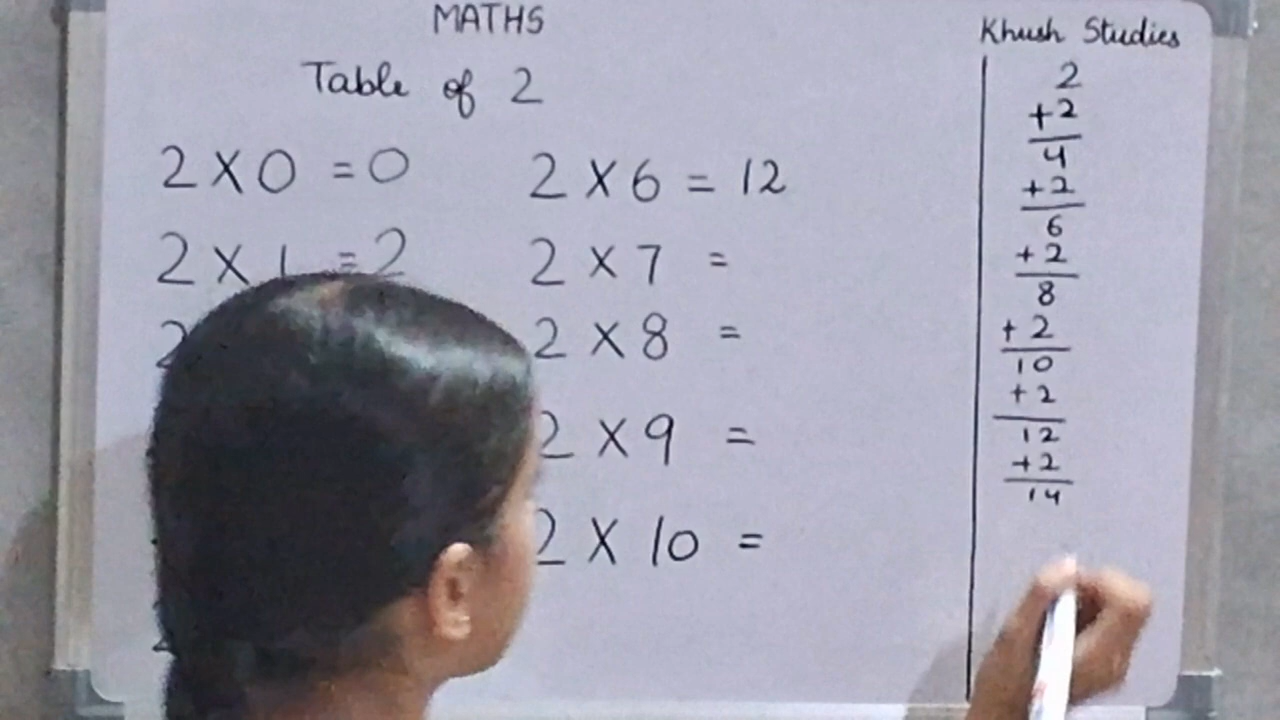 MATHS
Table of 2
2 X 0 = 0
2 X 1 = 2
2
2 X 6 = 12
2 X 7 =
2 X 8 =
2 X 9 =
2 X 10 =
Khush Studies
2
+2
4
+2
6
+2
8
+2
10
+2
12
+2
14